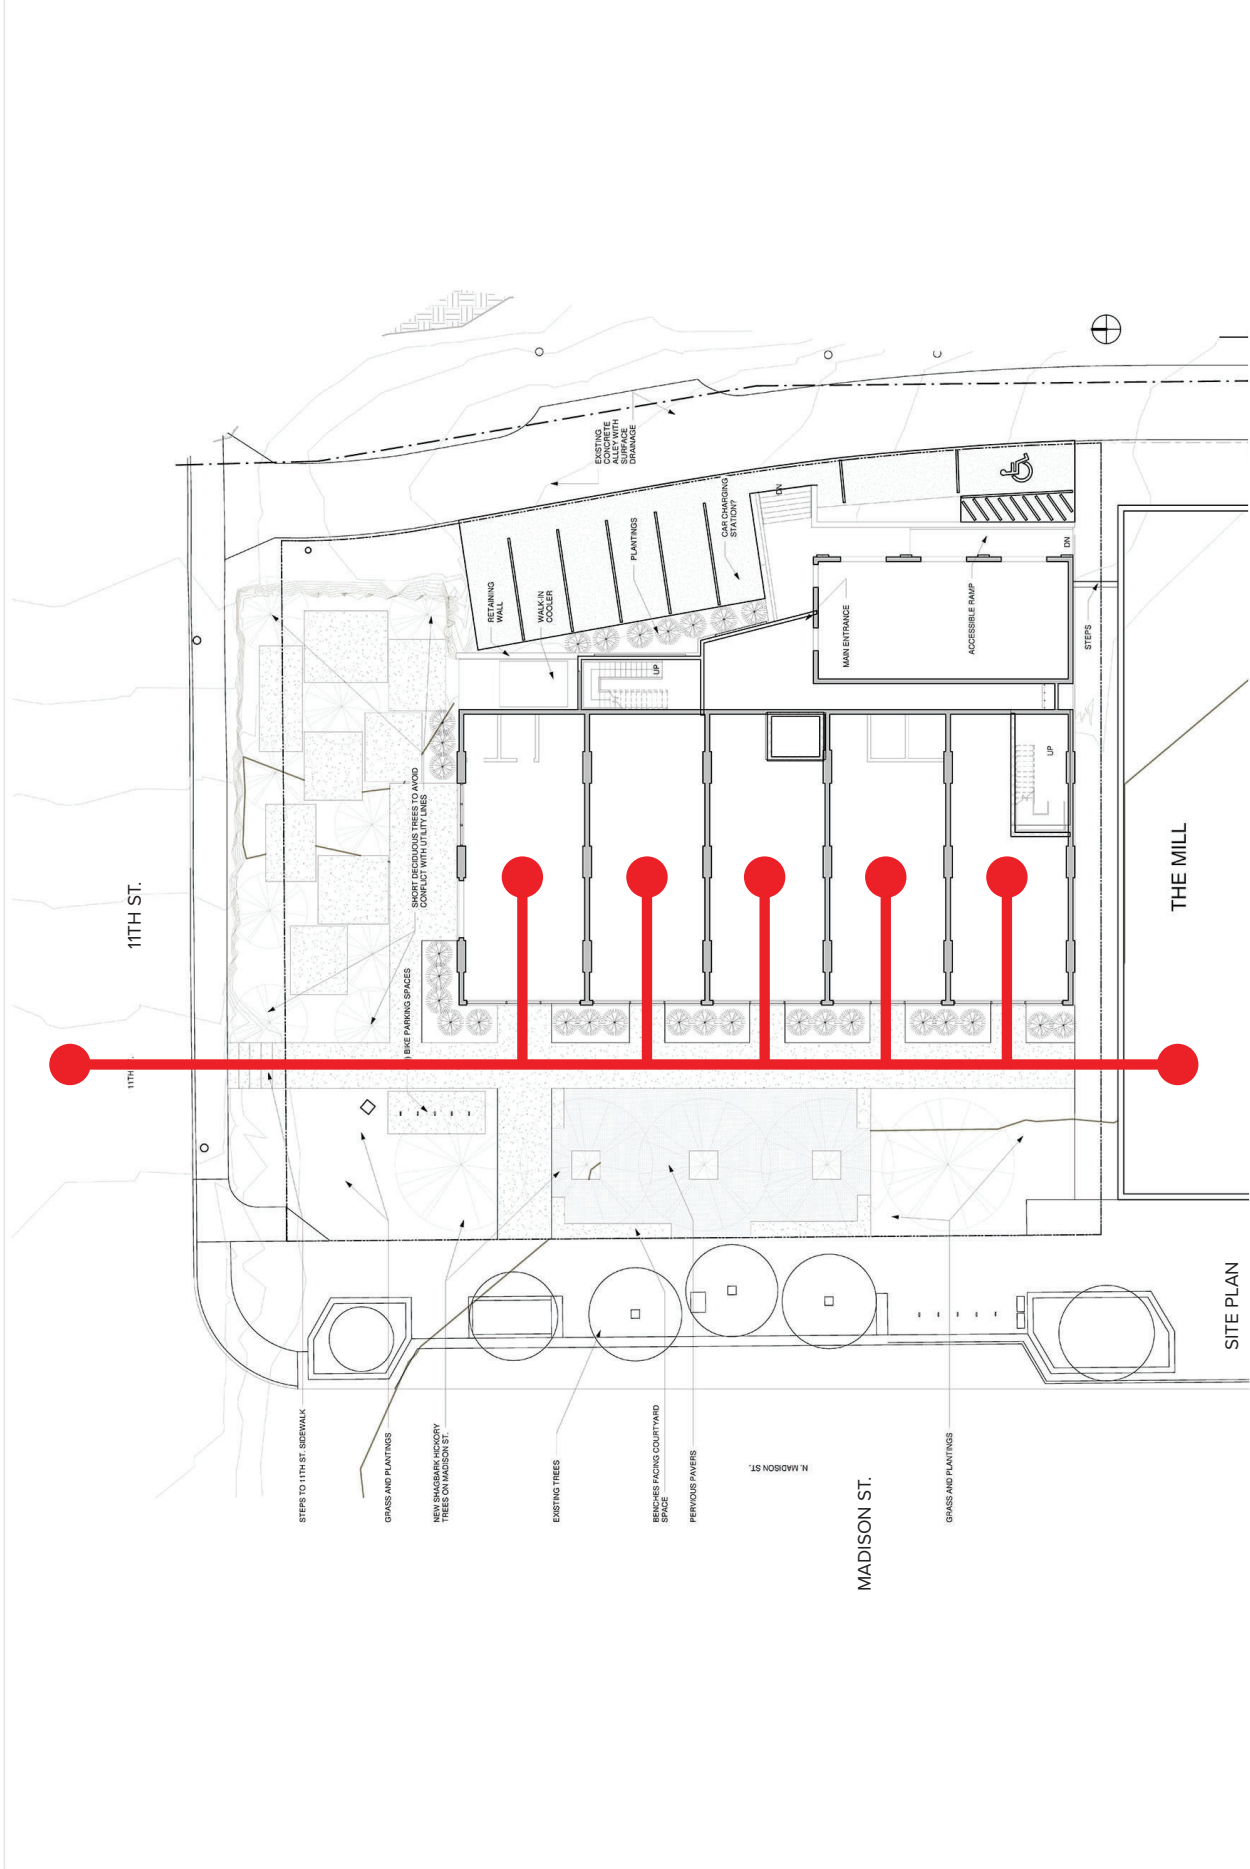 11TH ST.
11TH
SHORT DECIDUOUS TREES TO AVOID
CONFLICT WITH UTILITY LINES
) BIKE PARKING SPACES
RETAINING
WALL
WALK-IN
COOLER
EXISTING
CONCRETE
ALLEY WITH
SURFACE
DRAINAGE
PLANTINGS
CAR CHARGING
STATION?
DN
UP
MAIN ENTRANCE
ACCESSIBLE RAMP
DN
STEPS
UP
THE MILL
STEPS TO 11TH ST. SIDEWALK
GRASS AND PLANTINGS
NEW SHAGBARK HICKORY
TREES ON MADISON ST.
EXISTING TREES
BENCHES FACING COURTYARD
SPACE
PERVIOUS PAVERS
N. MADISON ST.
MADISON ST.
GRASS AND PLANTINGS
SITE PLAN